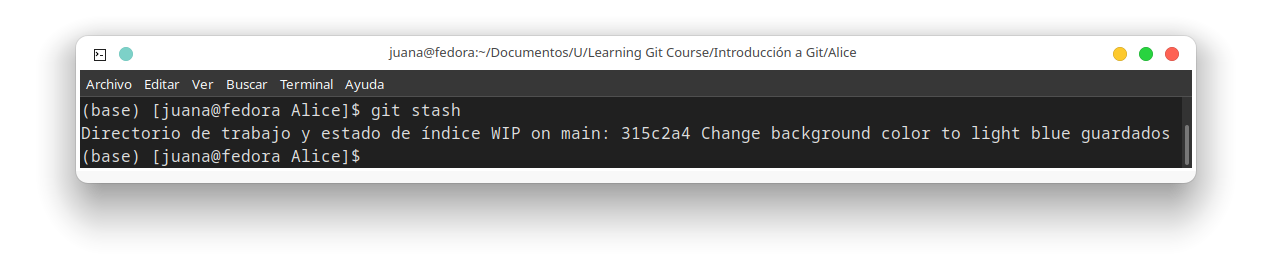 juana@fedora:~/Documentos/U/Learning Git Course/Introducción a Git/Alice
Archivo Editar Ver Buscar Terminal Ayuda
(base) [juana@fedora Alice]$ git stash
Directorio de trabajo y estado de índice WIP on main: 315c2a4 Change background color to light blue guardados
(base) [juana@fedora Alice]$